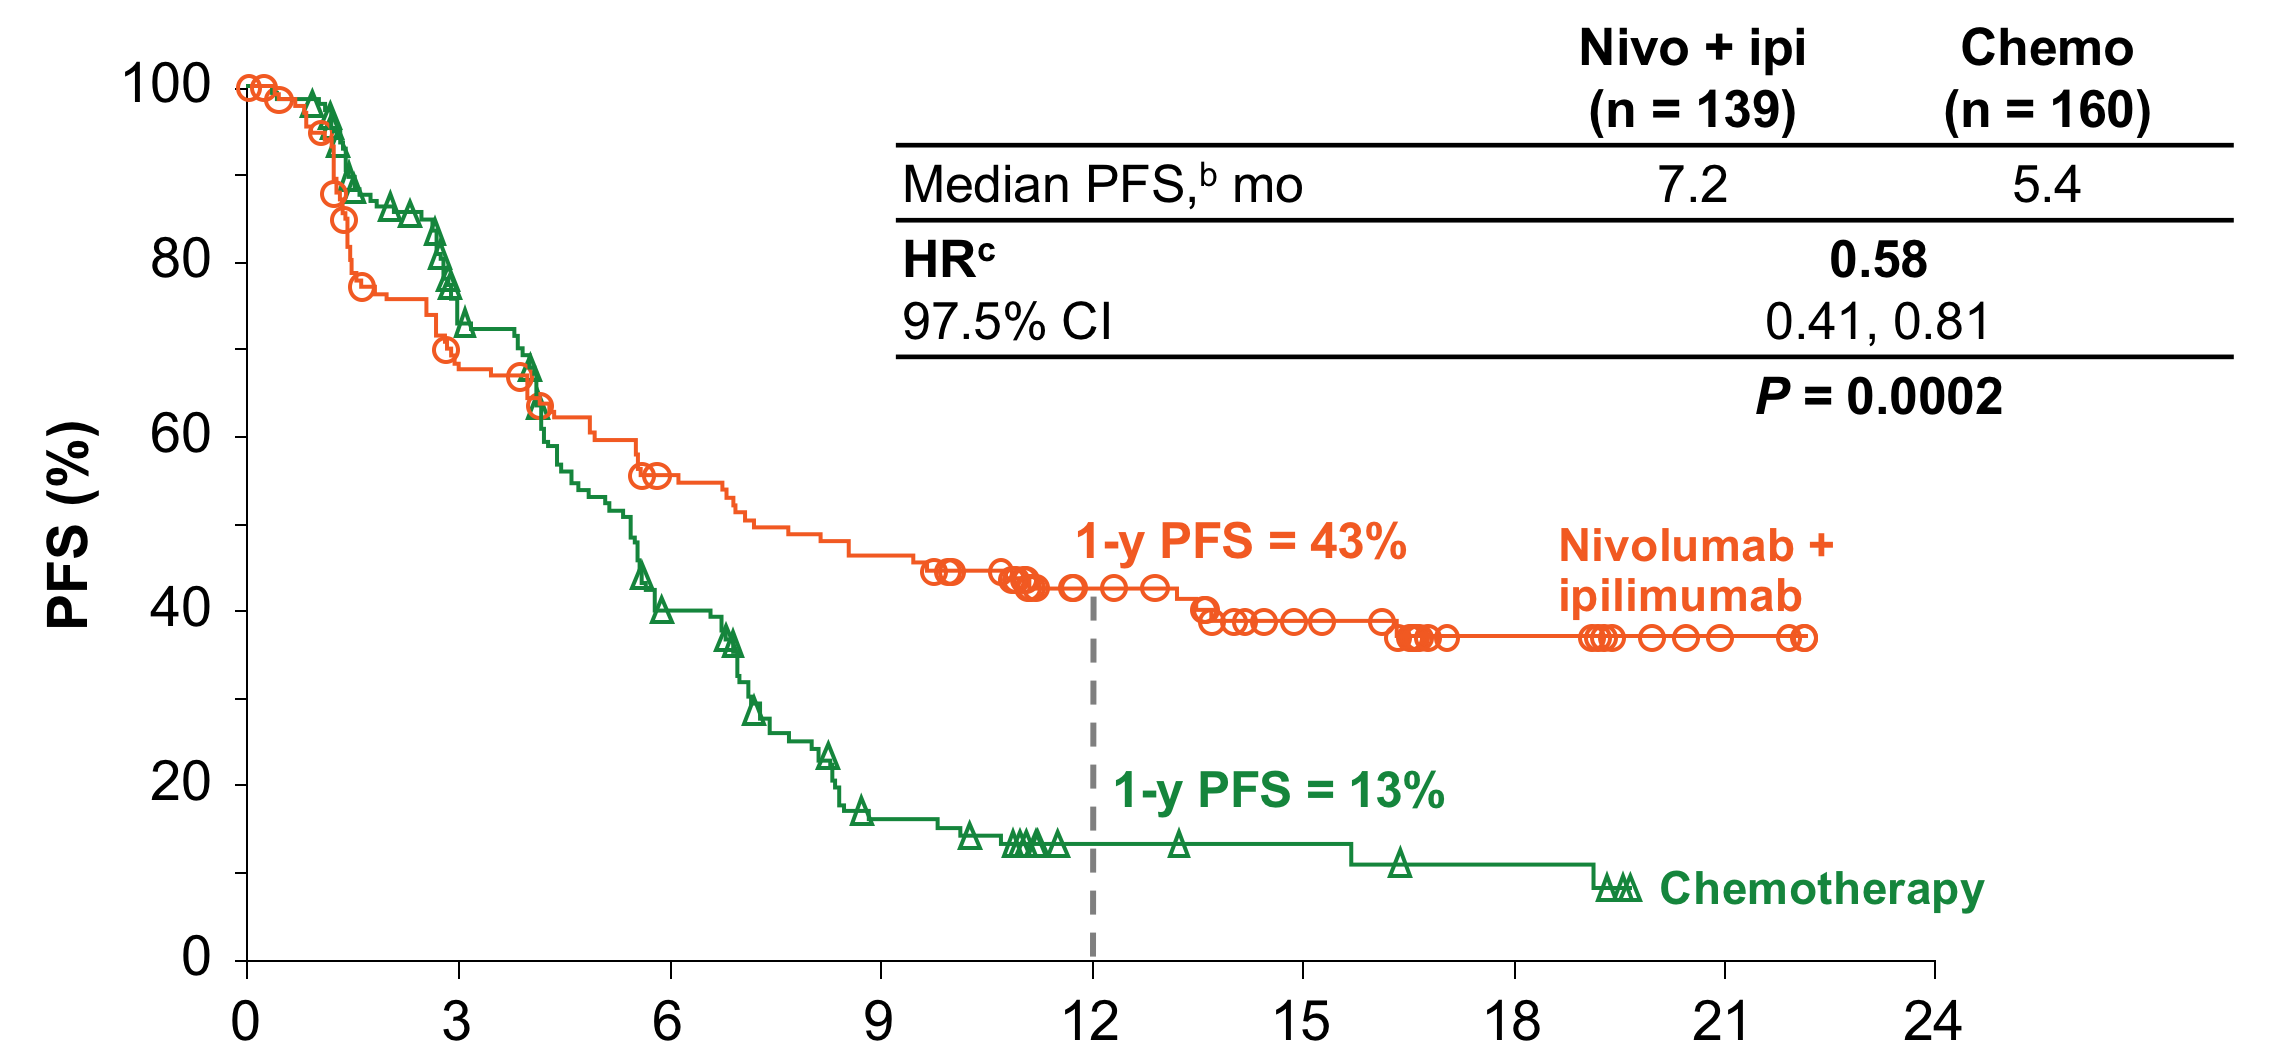 Nivo + ipi Chemo
(n = 139) (n = 160)
Median PFS,ᵇ mo 7.2 5.4
HRᶜ 0.58
97.5% CI 0.41, 0.81
P = 0.0002
PFS (%)
100
80
60
40
20
0
1-y PFS = 43%
Nivolumab +
ipilimumab
1-y PFS = 13%
Chemotherapy
0 3 6 9 12 15 18 21 24